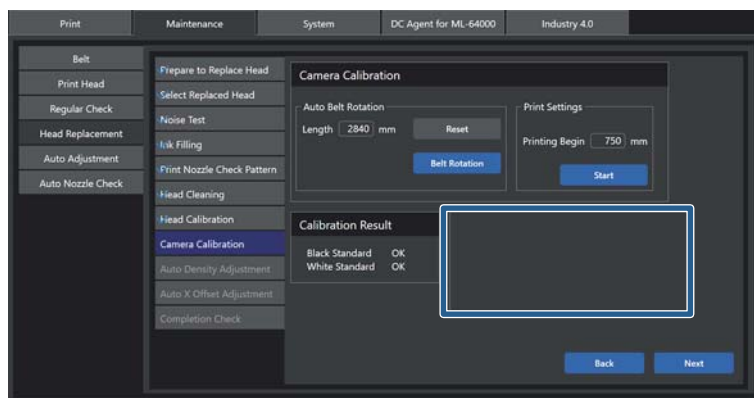 Print Maintenance System DC Agent for ML-64000 Industry 4.0
Belt
Print Head
Regular Check
Head Replacement
Auto Adjustment
Auto Nozzle Check
Prepare to Replace Head
Select Replaced Head
Noise Test
Ink Filling
Print Nozzle Check Pattern
Head Cleaning
Head Calibration
Camera Calibration
Auto Density Adjustment
Auto X Offset Adjustment
Completion Check
Camera Calibration
Auto Belt Rotation
Length 2840 mm Reset
Belt Rotation
Print Settings
Printing Begin 750 mm
Start
Calibration Result
Black Standard OK
White Standard OK
Back Next